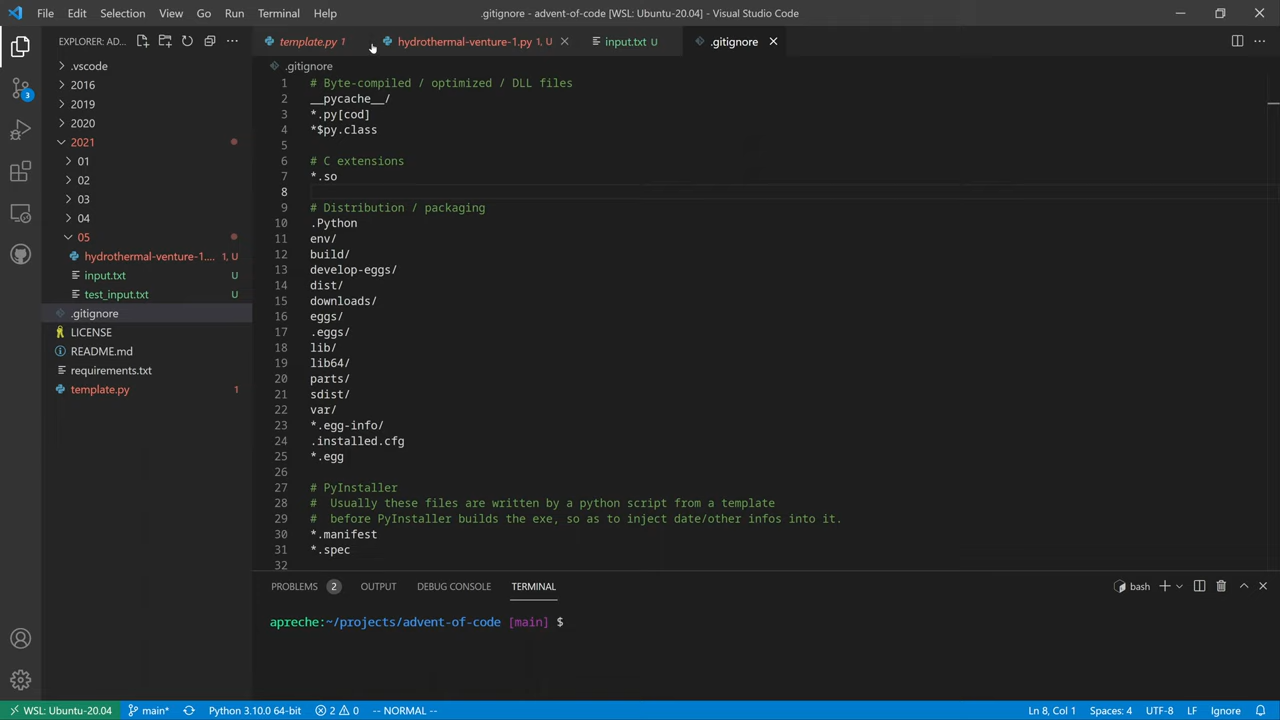 File Edit Selection View Go Run Terminal Help .gitignore - advent-of-code [WSL: Ubuntu-20.04] - Visual Studio Code
EXPLORER: AD... ...
template.py 1 hydrothermal-venture-1.py 1, U input.txt U .gitignore
.vscode
2016
2019
2020
2021
01
02
03
04
05
hydrothermal-venture-1.... 1, U
input.txt U
test_input.txt U
.gitignore
LICENSE
README.md
requirements.txt
template.py 1
3
.gitignore
1 # Byte-compiled / optimized / DLL files
2 __pycache__/
3 *.py[cod]
4 *$py.class
5
6 # C extensions
7 *.so
8
9 # Distribution / packaging
10 .Python
11 env/
12 build/
13 develop-eggs/
14 dist/
15 downloads/
16 eggs/
17 .eggs/
18 lib/
19 lib64/
20 parts/
21 sdist/
22 var/
23 *.egg-info/
24 .installed.cfg
25 *.egg
26
27 # PyInstaller
28 #  Usually these files are written by a python script from a template
29 #  before PyInstaller builds the exe, so as to inject date/other infos into it.
30 *.manifest
31 *.spec
32
PROBLEMS 2 OUTPUT DEBUG CONSOLE TERMINAL bash
apreche:~/projects/advent-of-code [main] $
WSL: Ubuntu-20.04 main* Python 3.10.0 64-bit 2 0 -- NORMAL -- Ln 8, Col 1 Spaces: 4 UTF-8 LF Ignore